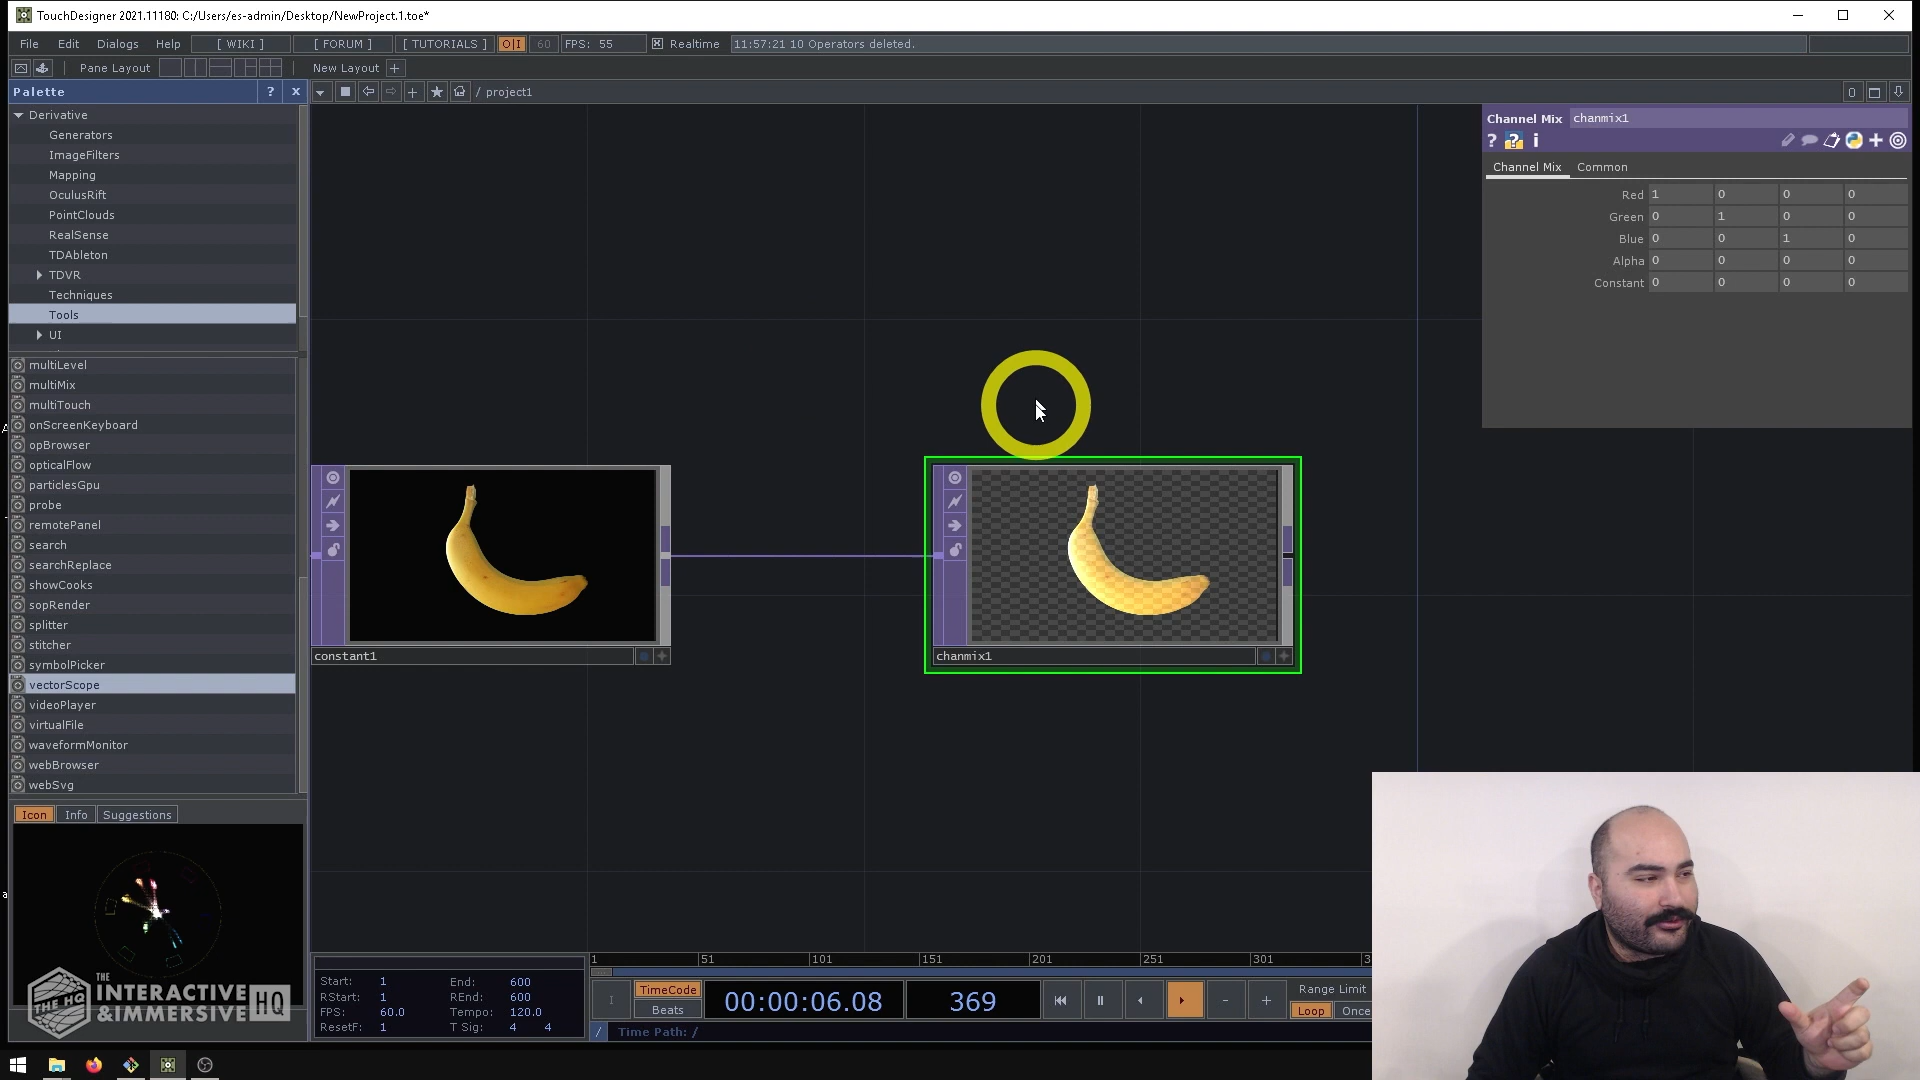 TouchDesigner 2021.11180: C:/Users/es-admin/Desktop/NewProject.1.toe*
File Edit Dialogs Help [ WIKI ] [ FORUM ] [ TUTORIALS ] O|I 60 FPS: 55 Realtime 11:57:21 10 Operators deleted.
Pane Layout New Layout +
Palette ? x / project1 0
Derivative
Generators
ImageFilters
Mapping
OculusRift
PointClouds
RealSense
TDAbleton
TDVR
Techniques
Tools
UI
multiLevel
multiMix
multiTouch
onScreenKeyboard
opBrowser
opticalFlow
particlesGpu
probe
remotePanel
search
searchReplace
showCooks
sopRender
splitter
stitcher
symbolPicker
vectorScope
videoPlayer
virtualFile
waveformMonitor
webBrowser
webSvg
Icon Info Suggestions
THE HQ
THE
INTERACTIVE
&IMMERSIVE
HQ
constant1
chanmix1
Channel Mix chanmix1
? ? i
Channel Mix Common
Red 1 0 0 0
Green 0 1 0 0
Blue 0 0 1 0
Alpha 0 0 0 0
Constant 0 0 0 0
1 51 101 151 201 251 301 3
Start: 1 End: 600
RStart: 1 REnd: 600
FPS: 60.0 Tempo: 120.0
ResetF: 1 T Sig: 4 4
TimeCode
Beats
00:00:06.08 369
- +
Range Limit
Loop Once
/ Time Path: /